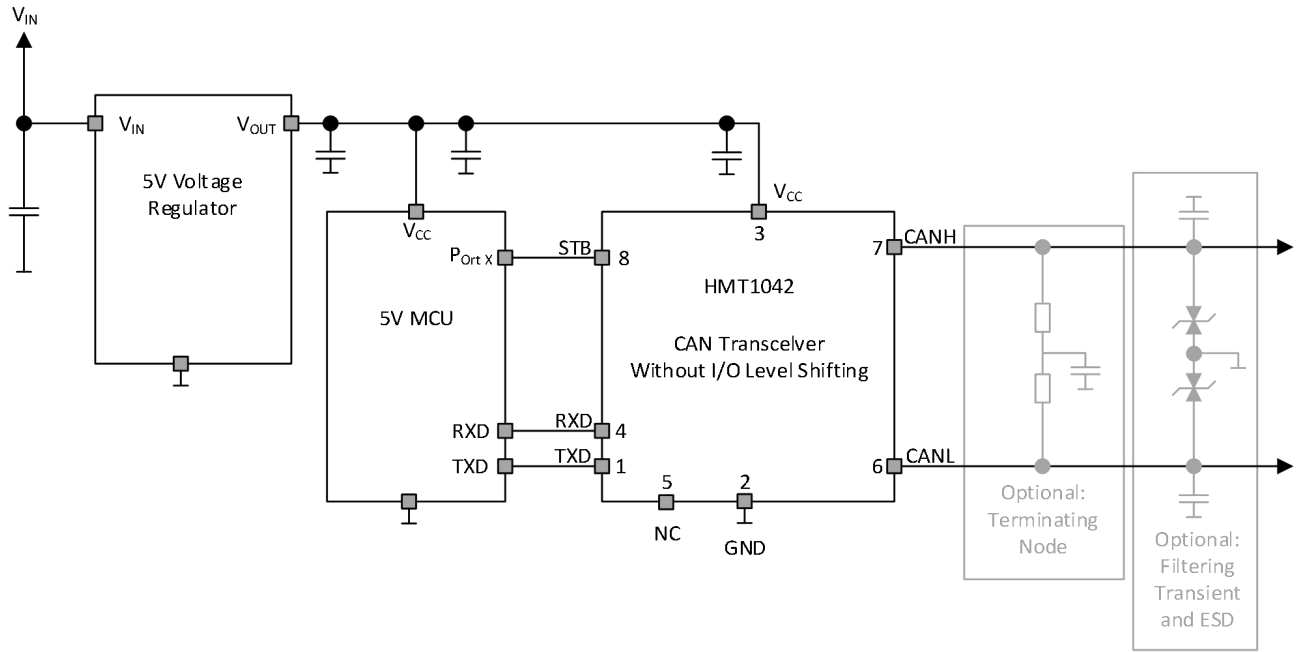 VIN
VIN
VOUT
5V Voltage
Regulator
VCC
POrt X
5V MCU
RXD
TXD
STB
RXD
TXD
VCC
3
8
7
CANH
HMT1042
CAN Transcelver
Without I/O Level Shifting
4
1
6
CANL
5
2
NC
GND
Optional:
Terminating
Node
Optional:
Filtering
Transient
and ESD